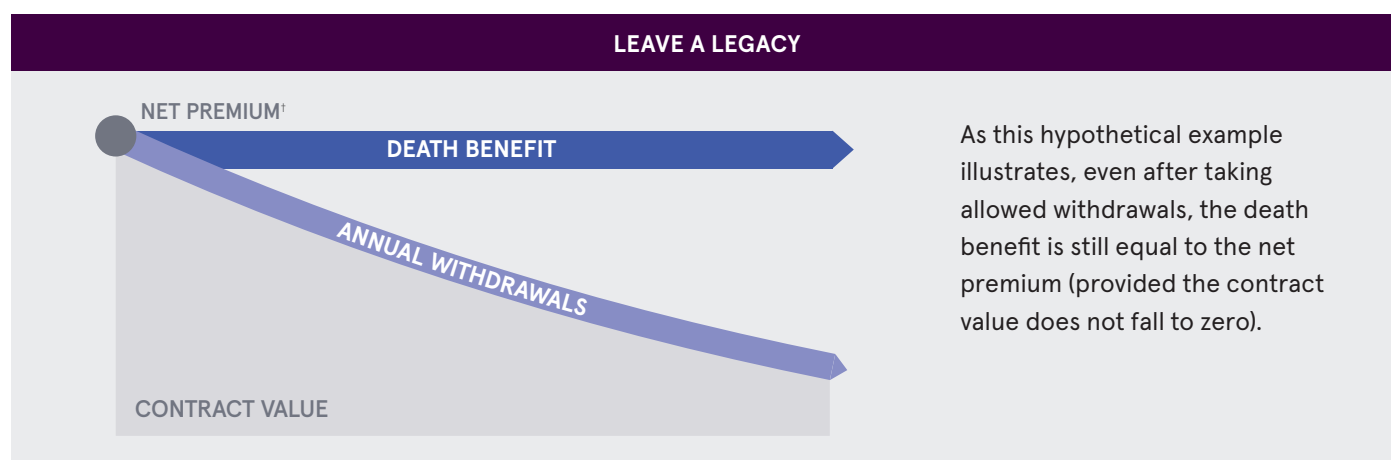 LEAVE A LEGACY
NET PREMIUM†
DEATH BENEFIT
ANNUAL WITHDRAWALS
CONTRACT VALUE
As this hypothetical example
illustrates, even after taking
allowed withdrawals, the death
benefit is still equal to the net
premium (provided the contract
value does not fall to zero).